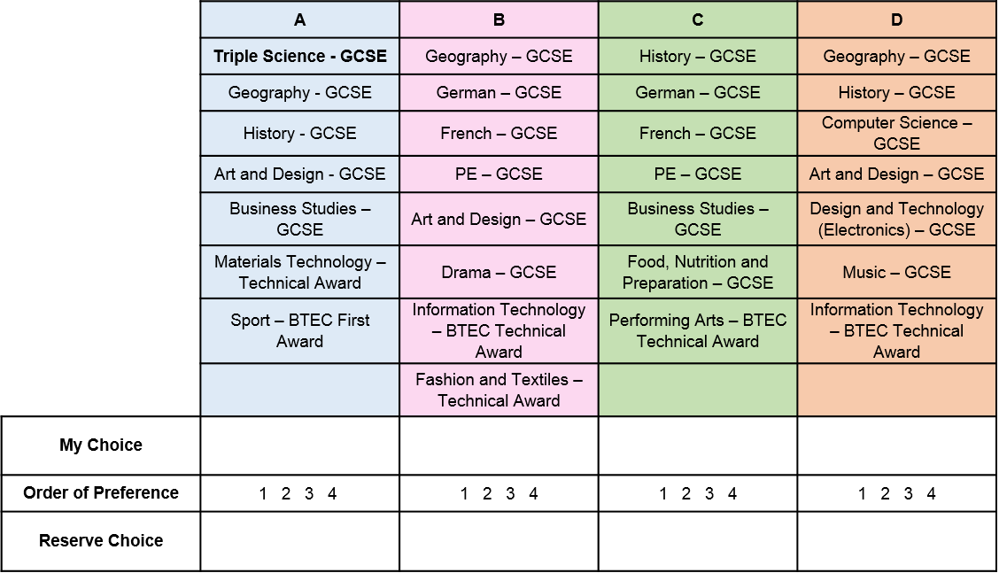 A B C D
Triple Science - GCSE Geography – GCSE History – GCSE Geography – GCSE
Geography - GCSE German – GCSE German – GCSE History – GCSE
History - GCSE French – GCSE French – GCSE Computer Science –
GCSE
Art and Design - GCSE PE – GCSE PE – GCSE Art and Design – GCSE
Business Studies –
GCSE
Art and Design – GCSE
Business Studies –
GCSE
Design and Technology
(Electronics) – GCSE
Materials Technology –
Technical Award
Drama – GCSE
Food, Nutrition and
Preparation – GCSE
Music – GCSE
Sport – BTEC First
Award
Information Technology
– BTEC Technical
Award
Performing Arts – BTEC
Technical Award
Information Technology
– BTEC Technical
Award
Fashion and Textiles –
Technical Award
My Choice
Order of Preference 1 2 3 4 1 2 3 4 1 2 3 4 1 2 3 4
Reserve Choice